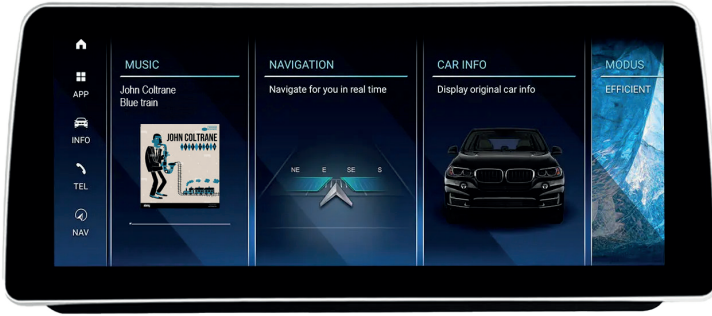 APP
INFO
TEL
NAV
MUSIC
John Coltrane
Blue train
JOHN COLTRANE
NAVIGATION
Navigate for you in real time
NE E SE S
CAR INFO
Display original car info
MODUS
EFFICIENT